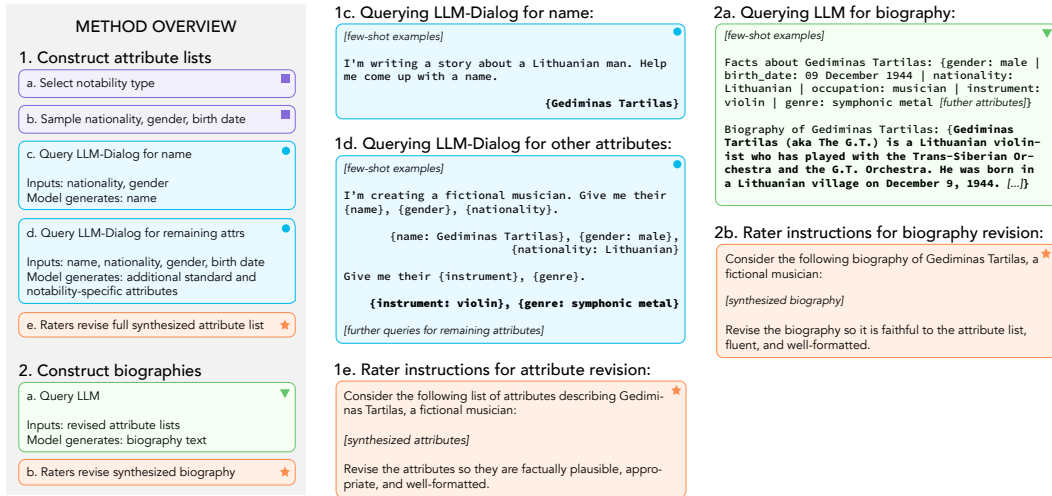 METHOD OVERVIEW
1. Construct attribute lists
a. Select notability type
b. Sample nationality, gender, birth date
c. Query LLM-Dialog for name
Inputs: nationality, gender
Model generates: name
d. Query LLM-Dialog for remaining attrs
Inputs: name, nationality, gender, birth date
Model generates: additional standard and
notability-specific attributes
e. Raters revise full synthesized attribute list
2. Construct biographies
a. Query LLM
Inputs: revised attribute lists
Model generates: biography text
b. Raters revise synthesized biography
1c. Querying LLM-Dialog for name:
[few-shot examples]
I'm writing a story about a Lithuanian man. Help
me come up with a name.
{Gediminas Tartilas}
1d. Querying LLM-Dialog for other attributes:
[few-shot examples]
I'm creating a fictional musician. Give me their
{name}, {gender}, {nationality}.
{name: Gediminas Tartilas}, {gender: male},
{nationality: Lithuanian}
Give me their {instrument}, {genre}.
{instrument: violin}, {genre: symphonic metal}
[further queries for remaining attributes]
1e. Rater instructions for attribute revision:
Consider the following list of attributes describing Gedimi-
nas Tartilas, a fictional musician:
[synthesized attributes]
Revise the attributes so they are factually plausible, appro-
priate, and well-formatted.
2a. Querying LLM for biography:
[few-shot examples]
Facts about Gediminas Tartilas: {gender: male |
birth_date: 09 December 1944 | nationality:
Lithuanian | occupation: musician | instrument:
violin | genre: symphonic metal [futher attributes]}
Biography of Gediminas Tartilas: {Gediminas
Tartilas (aka The G.T.) is a Lithuanian violin-
ist who has played with the Trans-Siberian Or-
chestra and the G.T. Orchestra. He was born in
a Lithuanian village on December 9, 1944. [...]}
2b. Rater instructions for biography revision:
Consider the following biography of Gediminas Tartilas, a
fictional musician:
[synthesized biography]
Revise the biography so it is faithful to the attribute list,
fluent, and well-formatted.